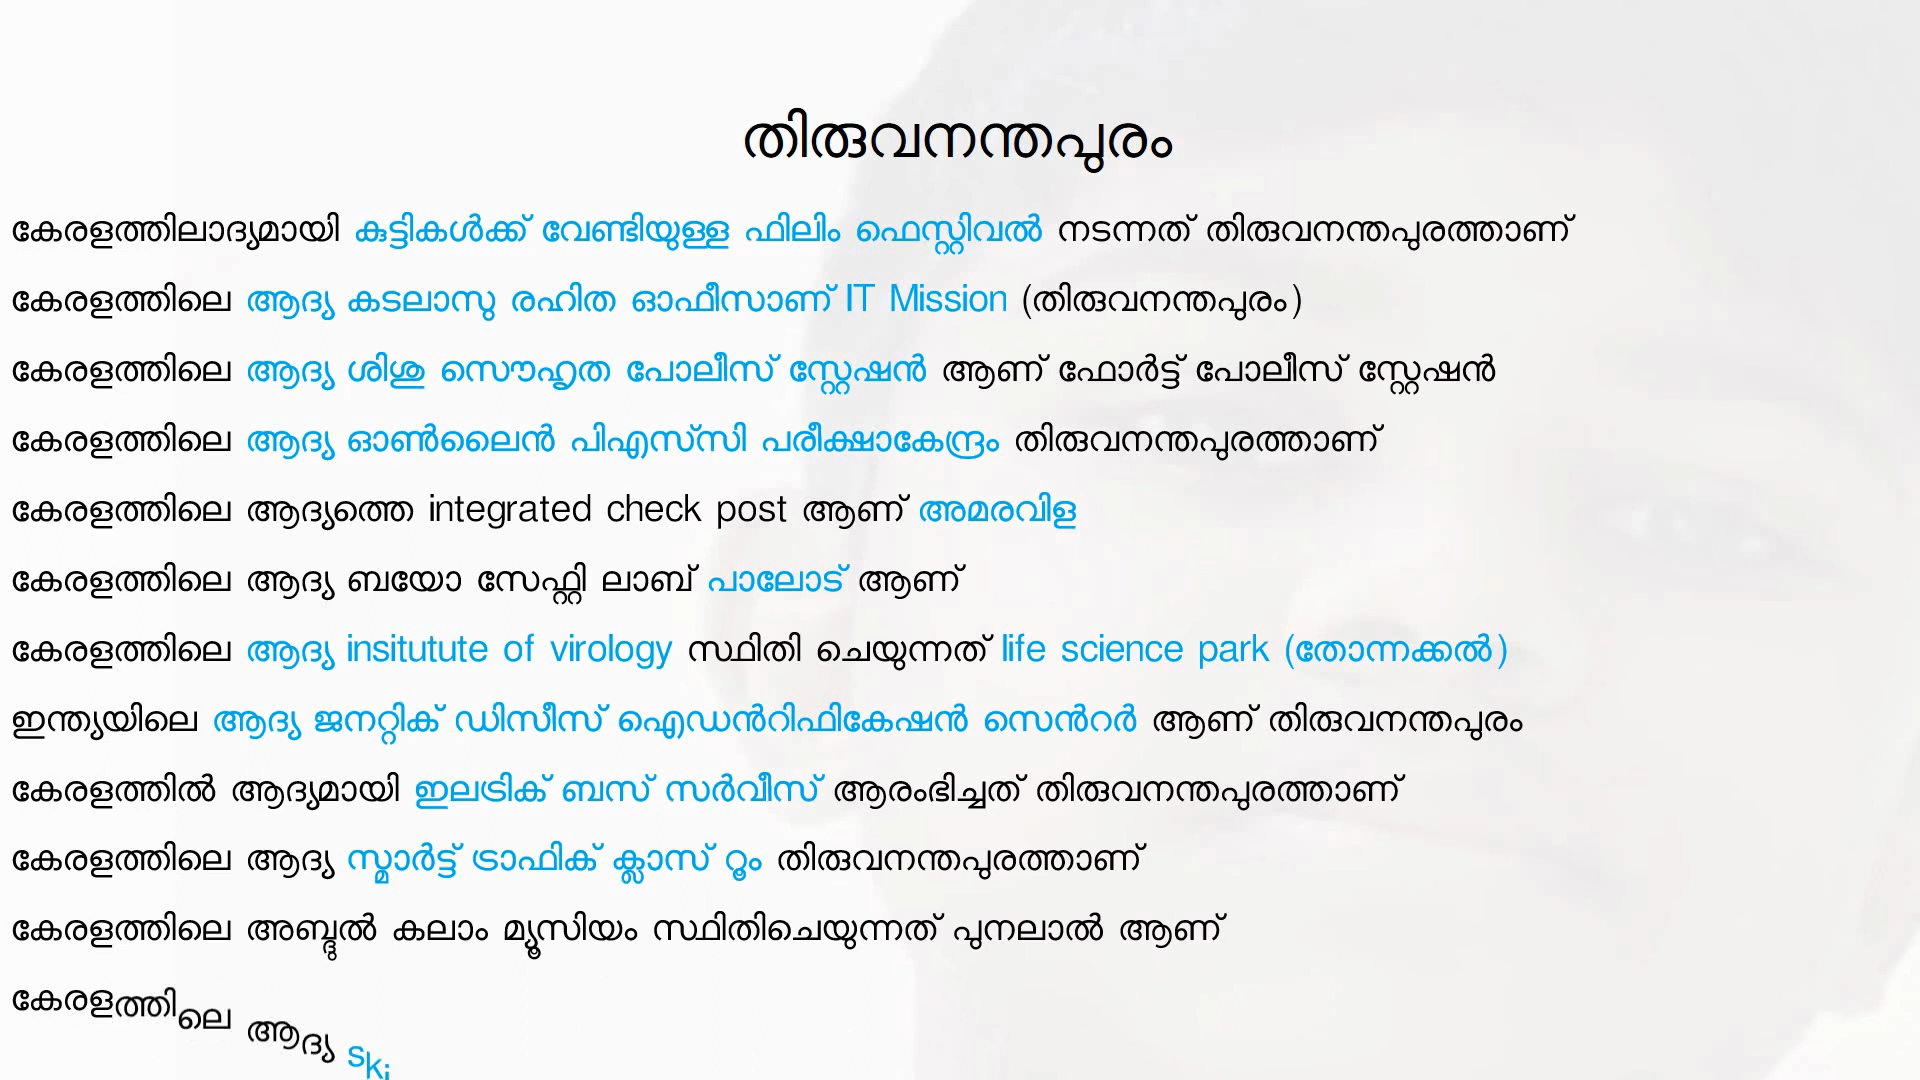 തിരുവനന്തപുരം
കേരളത്തിലാദ്യമായി കുട്ടികൾക്ക് വേണ്ടിയുള്ള ഫിലിം ഫെസ്റ്റിവൽ നടന്നത് തിരുവനന്തപുരത്താണ്
കേരളത്തിലെ ആദ്യ കടലാസു രഹിത ഓഫീസാണ് IT Mission (തിരുവനന്തപുരം)
കേരളത്തിലെ ആദ്യ ശിശു സൌഹൃത പോലീസ് സ്റ്റേഷൻ ആണ് ഫോർട്ട് പോലീസ് സ്റ്റേഷൻ
കേരളത്തിലെ ആദ്യ ഓൺലൈൻ പിഎസ്സി പരീക്ഷാകേന്ദ്രം തിരുവനന്തപുരത്താണ്
കേരളത്തിലെ ആദ്യത്തെ integrated check post ആണ് അമരവിള
കേരളത്തിലെ ആദ്യ ബയോ സേഫ്റ്റി ലാബ് പാലോട് ആണ്
കേരളത്തിലെ ആദ്യ insitutute of virology സ്ഥിതി ചെയുന്നത് life science park (തോന്നക്കൽ)
ഇന്ത്യയിലെ ആദ്യ ജനറ്റിക് ഡിസീസ് ഐഡൻറിഫികേഷൻ സെൻറർ ആണ് തിരുവനന്തപുരം
കേരളത്തിൽ ആദ്യമായി ഇലട്രിക് ബസ് സർവീസ് ആരംഭിച്ചത് തിരുവനന്തപുരത്താണ്
കേരളത്തിലെ ആദ്യ സ്മാർട്ട് ട്രാഫിക് ക്ലാസ് റൂം തിരുവനന്തപുരത്താണ്
കേരളത്തിലെ അബ്ദുൽ കലാം മ്യൂസിയം സ്ഥിതിചെയുന്നത് പുനലാൽ ആണ്
കേരളത്തിലെ ആദ്യ ski